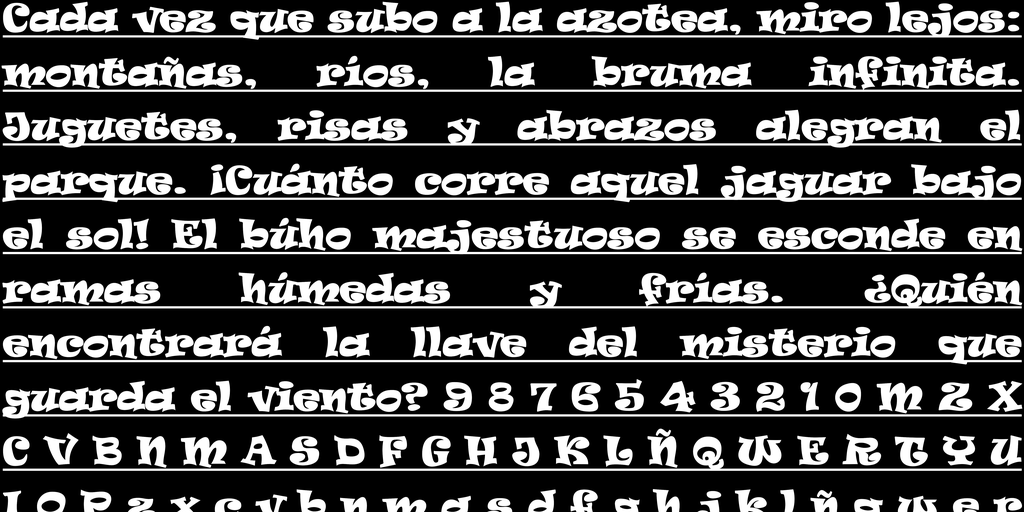 Cada vez que subo a la azotea, miro lejos:
montañas, ríos, la bruma infinita.
Juguetes, risas y abrazos alegran el
parque. ¡Cuánto corre aquel jaguar bajo
el sol! El búho majestuoso se esconde en
ramas húmedas y frías. ¿Quién
encontrará la llave del misterio que
guarda el viento? 9 8 7 6 5 4 3 2 1 0 M Z X
C V B N M A S D F G H J K L Ñ Q W E R T Y U
I O P z x c v b n m a s d f g h j k l ñ q w e r